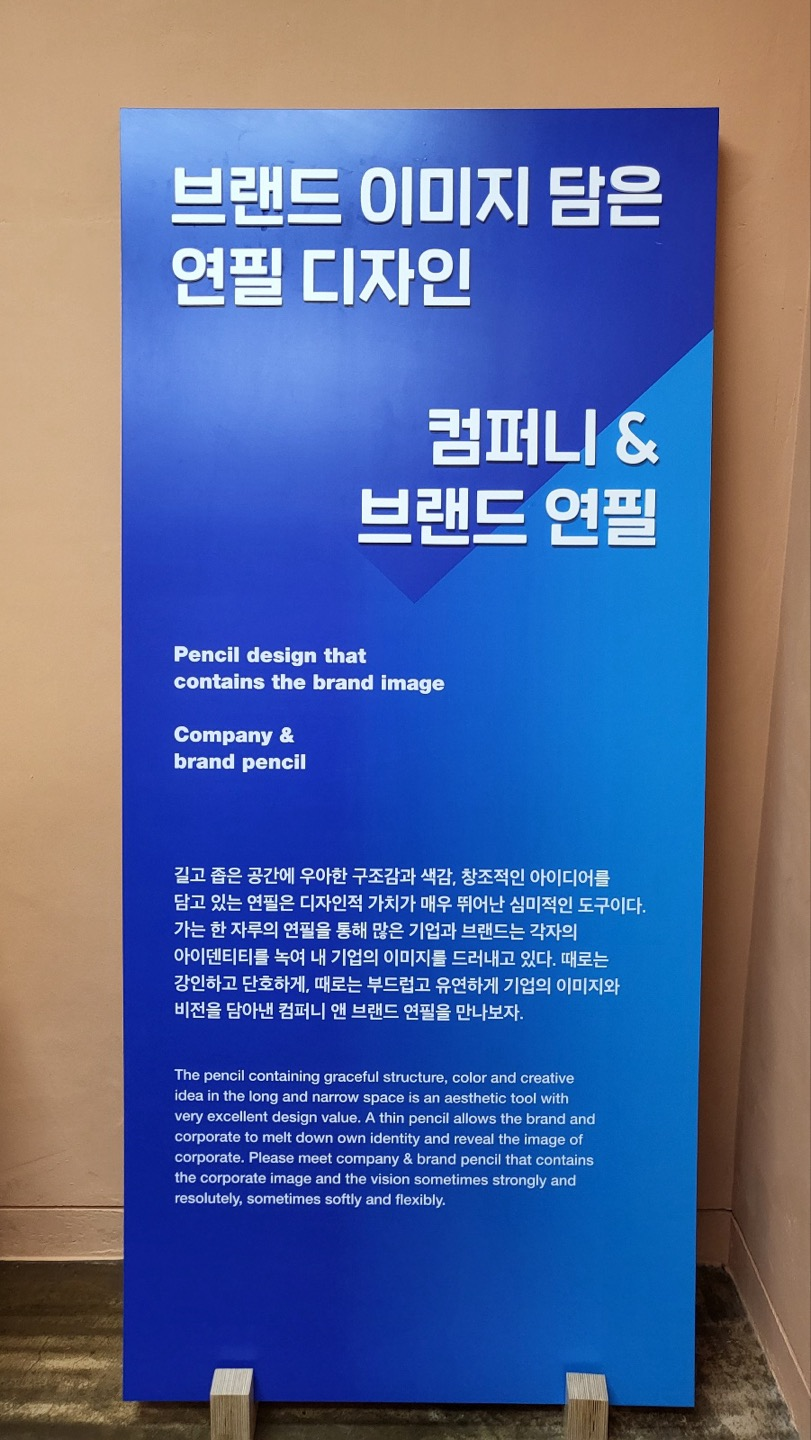 브랜드 이미지 담은
연필 디자인
컴퍼니 &
브랜드 연필
Pencil design that
contains the brand image
Company &
brand pencil
길고 좁은 공간에 우아한 구조감과 색감, 창조적인 아이디어를
담고 있는 연필은 디자인적 가치가 매우 뛰어난 심미적인 도구이다.
가는 한 자루의 연필을 통해 많은 기업과 브랜드는 각자의
아이덴티티를 녹여 내 기업의 이미지를 드러내고 있다. 때로는
강인하고 단호하게, 때로는 부드럽고 유연하게 기업의 이미지와
비전을 담아낸 컴퍼니 앤 브랜드 연필을 만나보자.
The pencil containing graceful structure, color and creative
idea in the long and narrow space is an aesthetic tool with
very excellent design value. A thin pencil allows the brand and
corporate to melt down own identity and reveal the image of
corporate. Please meet company & brand pencil that contains
the corporate image and the vision sometimes strongly and
resolutely, sometimes softly and flexibly.